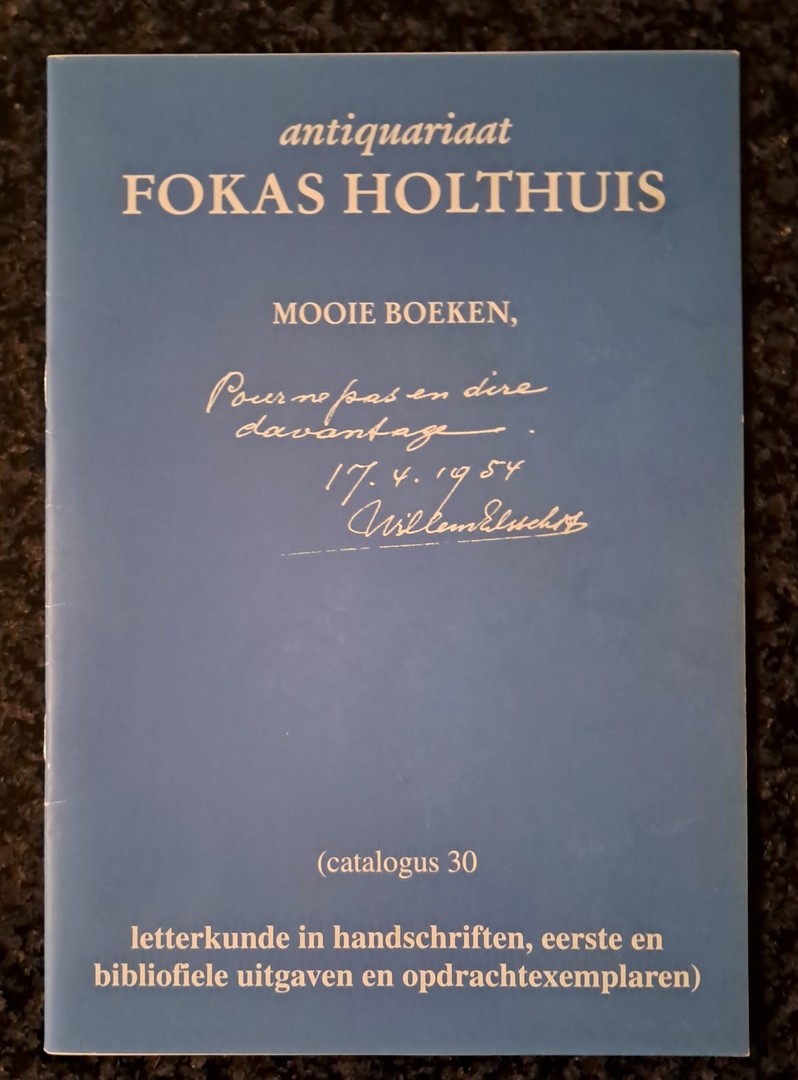 antiquariaat
FOKAS HOLTHUIS
MOOIE BOEKEN,
Pour ne pas en dire
davantage.
17.4.1954
Willem Elsschot
(catalogus 30
letterkunde in handschriften, eerste en
bibliofiele uitgaven en opdrachtexemplaren)